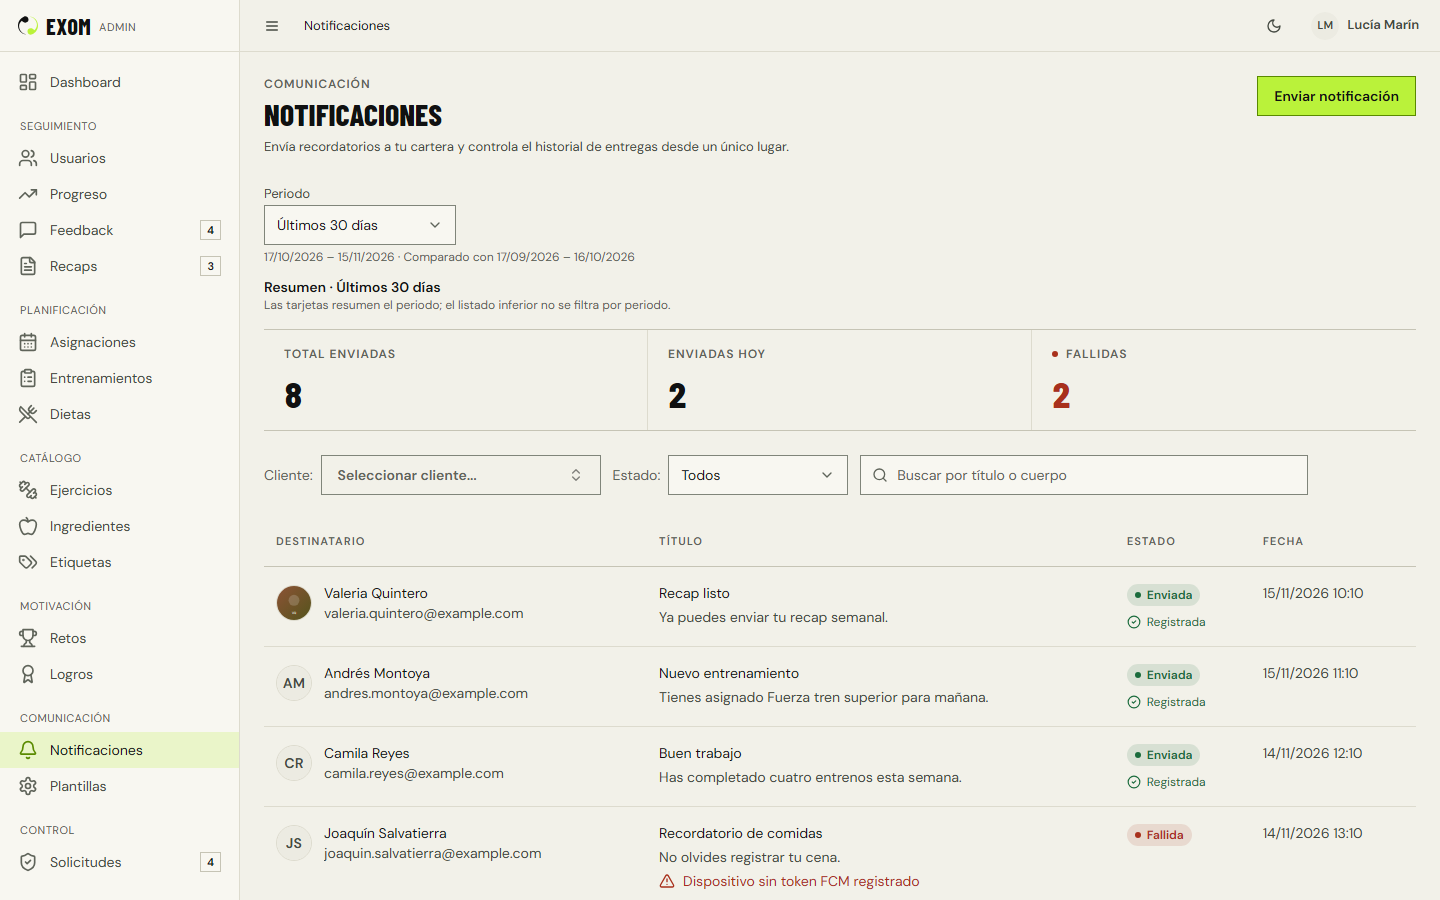 EXOM ADMIN
Dashboard
SEGUIMIENTO
Usuarios
Progreso
Feedback 4
Recaps 3
PLANIFICACIÓN
Asignaciones
Entrenamientos
Dietas
CATÁLOGO
Ejercicios
Ingredientes
Etiquetas
MOTIVACIÓN
Retos
Logros
COMUNICACIÓN
Notificaciones
Plantillas
CONTROL
Solicitudes 4
Notificaciones
LM Lucía Marín
COMUNICACIÓN
NOTIFICACIONES
Envía recordatorios a tu cartera y controla el historial de entregas desde un único lugar.
Enviar notificación
Periodo
Últimos 30 días
17/10/2026 – 15/11/2026 · Comparado con 17/09/2026 – 16/10/2026
Resumen · Últimos 30 días
Las tarjetas resumen el periodo; el listado inferior no se filtra por periodo.
TOTAL ENVIADAS
8
ENVIADAS HOY
2
FALLIDAS
2
Cliente: Seleccionar cliente... Estado: Todos Buscar por título o cuerpo
DESTINATARIO TÍTULO ESTADO FECHA
Valeria Quintero
valeria.quintero@example.com
Recap listo
Ya puedes enviar tu recap semanal.
Enviada
Registrada
15/11/2026 10:10
AM
Andrés Montoya
andres.montoya@example.com
Nuevo entrenamiento
Tienes asignado Fuerza tren superior para mañana.
Enviada
Registrada
15/11/2026 11:10
CR
Camila Reyes
camila.reyes@example.com
Buen trabajo
Has completado cuatro entrenos esta semana.
Enviada
Registrada
14/11/2026 12:10
JS
Joaquín Salvatierra
joaquin.salvatierra@example.com
Recordatorio de comidas
No olvides registrar tu cena.
Dispositivo sin token FCM registrado
Fallida
14/11/2026 13:10